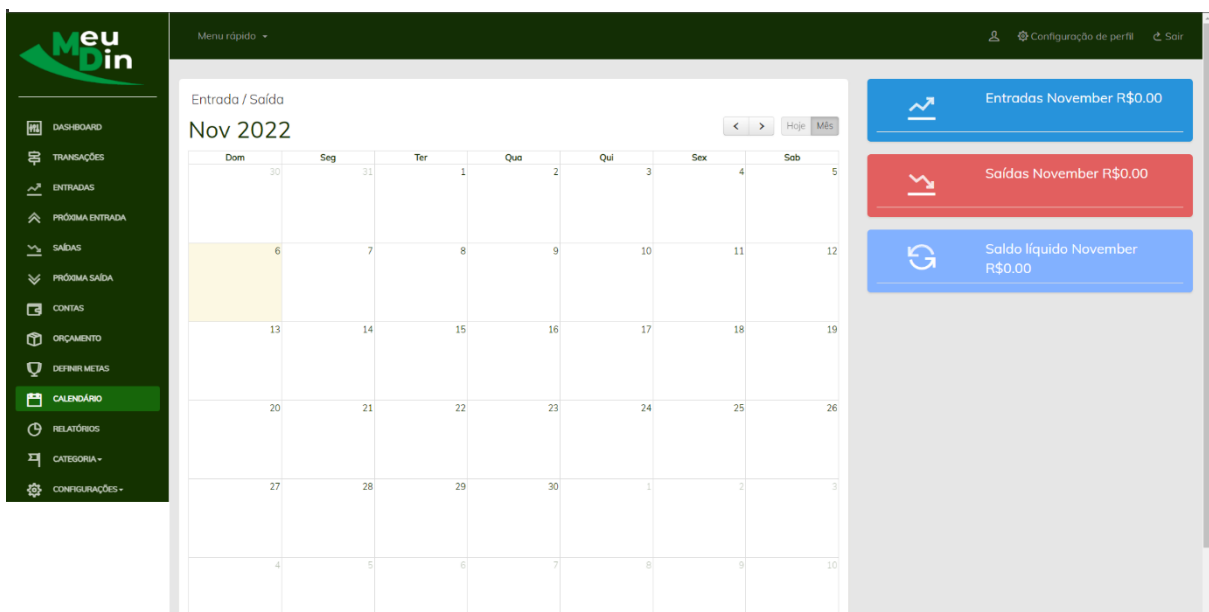 Meu
Din
DASHBOARD
TRANSAÇÕES
ENTRADAS
PRÓXIMA ENTRADA
SAÍDAS
PRÓXIMA SAÍDA
CONTAS
ORÇAMENTO
DEFINIR METAS
CALENDÁRIO
RELATÓRIOS
CATEGORIA
CONFIGURAÇÕES
Menu rápido
Configuração de perfil Sair
Entrada / Saída
Nov 2022
Hoje Mês
Dom Seg Ter Qua Qui Sex Sab
30 31 1 2 3 4 5
6 7 8 9 10 11 12
13 14 15 16 17 18 19
20 21 22 23 24 25 26
27 28 29 30 1 2 3
4 5 6 7 8 9 10
Entradas November R$0.00
Saídas November R$0.00
Saldo líquido November
R$0.00